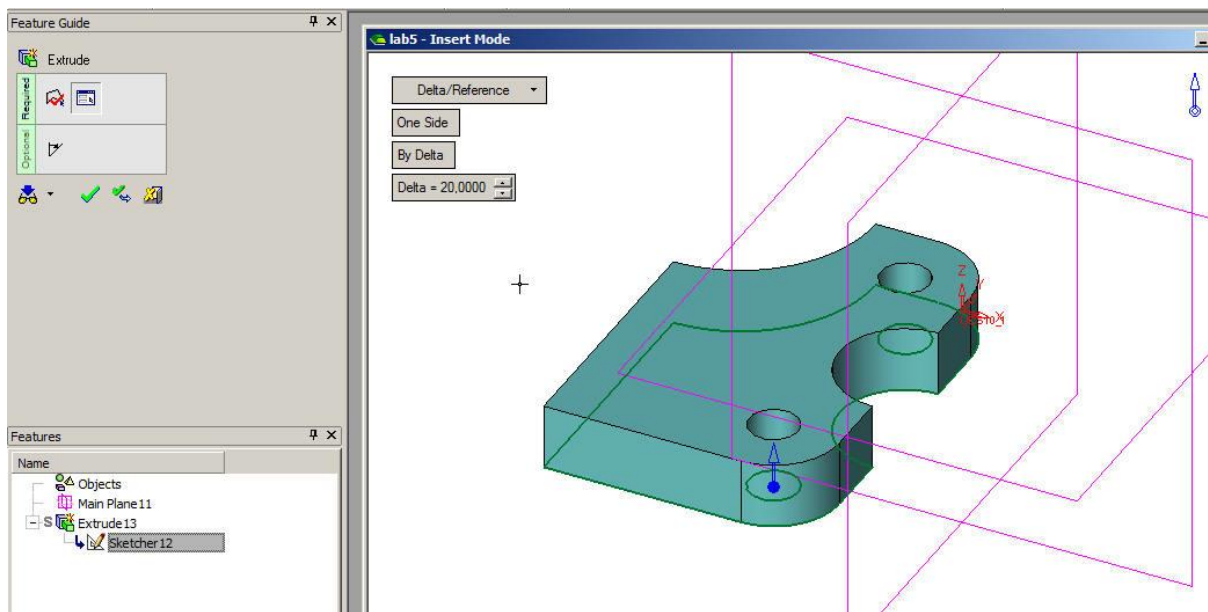 Feature Guide
Extrude
Required
Optional
lab5 - Insert Mode
Delta/Reference
One Side
By Delta
Delta = 20,0000
Z
Y
X
Features
Name
Objects
Main Plane11
S Extrude13
Sketcher12